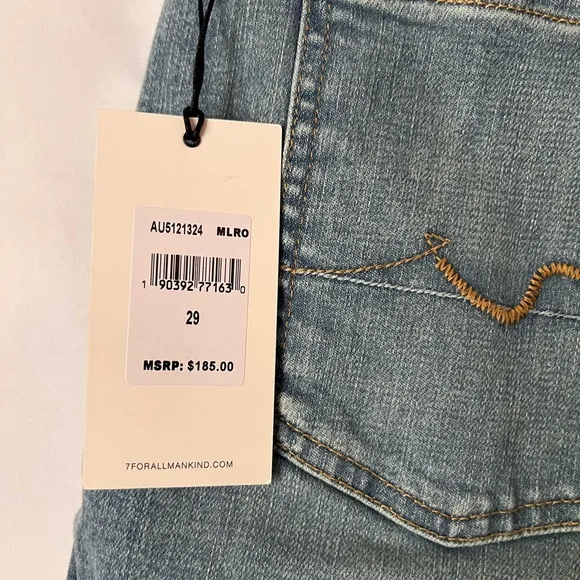 AU5121324 MLRO
1 90392 77163 0
29
MSRP: $185.00
7FORALLMANKIND.COM